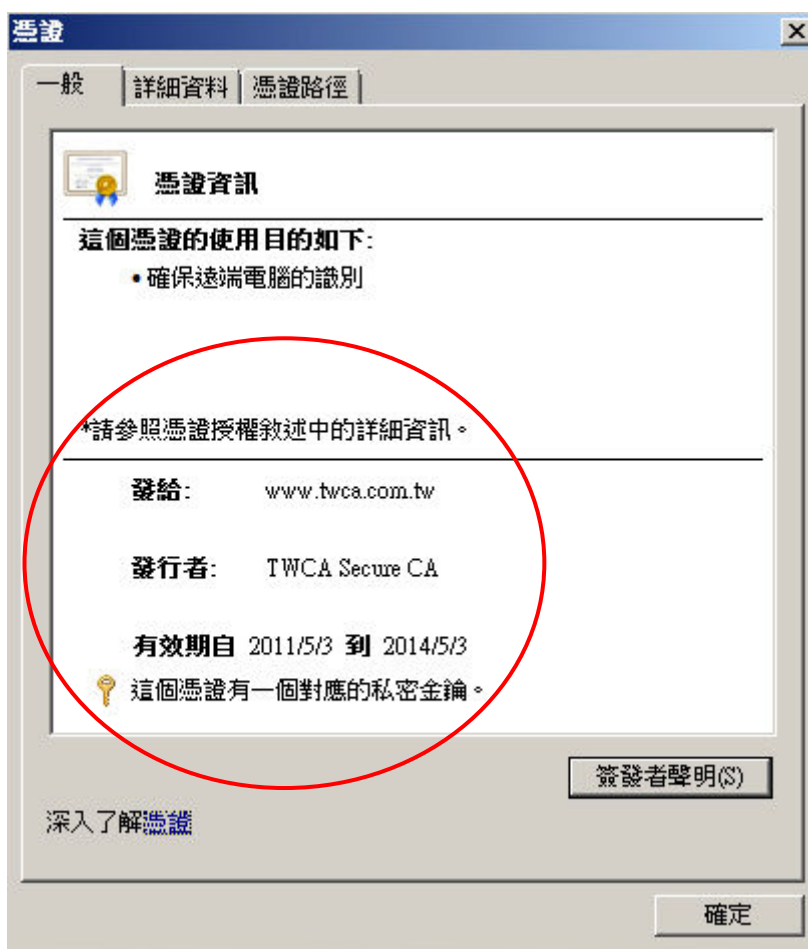 憑證
一般 詳細資料 憑證路徑
憑證資訊
這個憑證的使用目的如下:
•確保遠端電腦的識別
*請參照憑證授權敘述中的詳細資訊。
發給: www.twca.com.tw
發行者: TWCA Secure CA
有效期自 2011/5/3 到 2014/5/3
這個憑證有一個對應的私密金鑰。
簽發者聲明(S)
深入了解憑證
確定